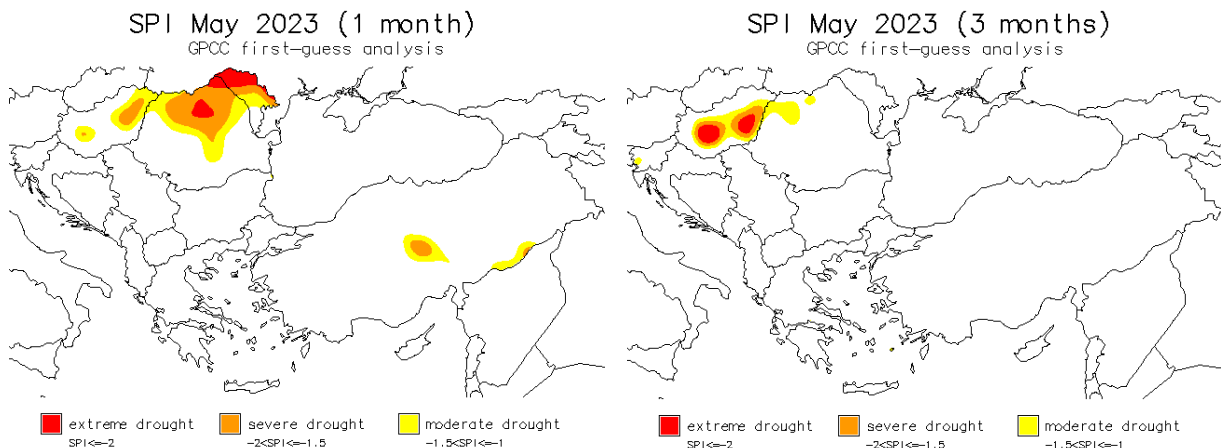 SPI May 2023 (1 month)
GPCC first-guess analysis
extreme drought
SPI<=-2
severe drought
-2<SPI<=-1.5
moderate drought
-1.5<SPI<=-1
SPI May 2023 (3 months)
GPCC first-guess analysis
extreme drought
SPI<=-2
severe drought
-2<SPI<=-1.5
moderate drought
-1.5<SPI<=-1